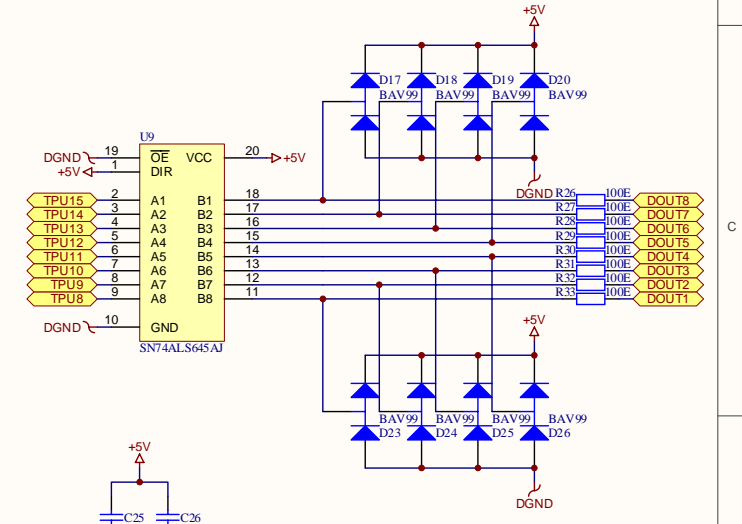 +5V
D17 D18 D19 D20
BAV99 BAV99 BAV99 BAV99
U9
DGND 19 OE VCC 20 +5V
+5V 1 DIR
DGND
TPU15 2 A1 B1 18 R26 100E DOUT8
TPU14 3 A2 B2 17 R27 100E DOUT7
TPU13 4 A3 B3 16 R28 100E DOUT6
TPU12 5 A4 B4 15 R29 100E DOUT5
TPU11 6 A5 B5 14 R30 100E DOUT4
TPU10 7 A6 B6 13 R31 100E DOUT3
TPU9 8 A7 B7 12 R32 100E DOUT2
TPU8 9 A8 B8 11 R33 100E DOUT1
DGND 10 GND
SN74ALS645AJ
+5V
BAV99 BAV99 BAV99 BAV99
D23 D24 D25 D26
DGND
+5V
C25 C26
C